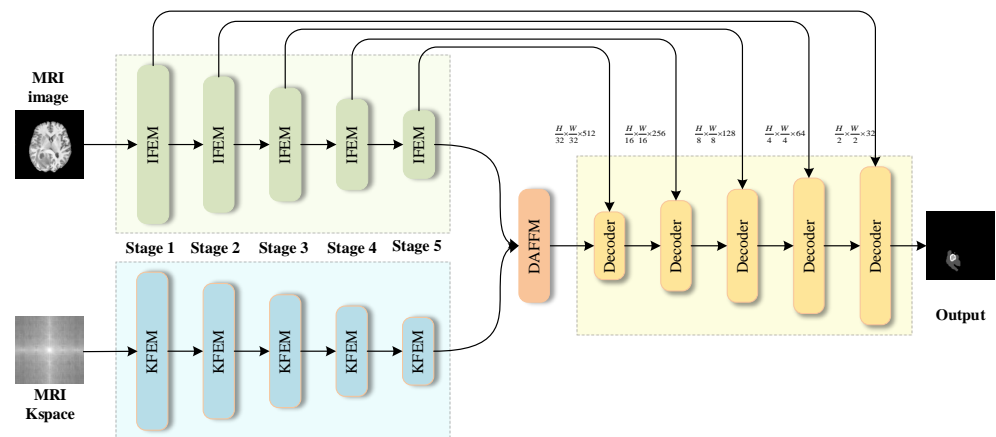 MRI
image
IFEM
IFEM
IFEM
IFEM
IFEM
Stage 1
Stage 2
Stage 3
Stage 4
Stage 5
KFEM
KFEM
KFEM
KFEM
KFEM
MRI
Kspace
DAFFM
H/32 × W/32 ×512
H/16 × W/16 ×256
H/8 × W/8 ×128
H/4 × W/4 ×64
H/2 × W/2 ×32
Decoder
Decoder
Decoder
Decoder
Decoder
Output